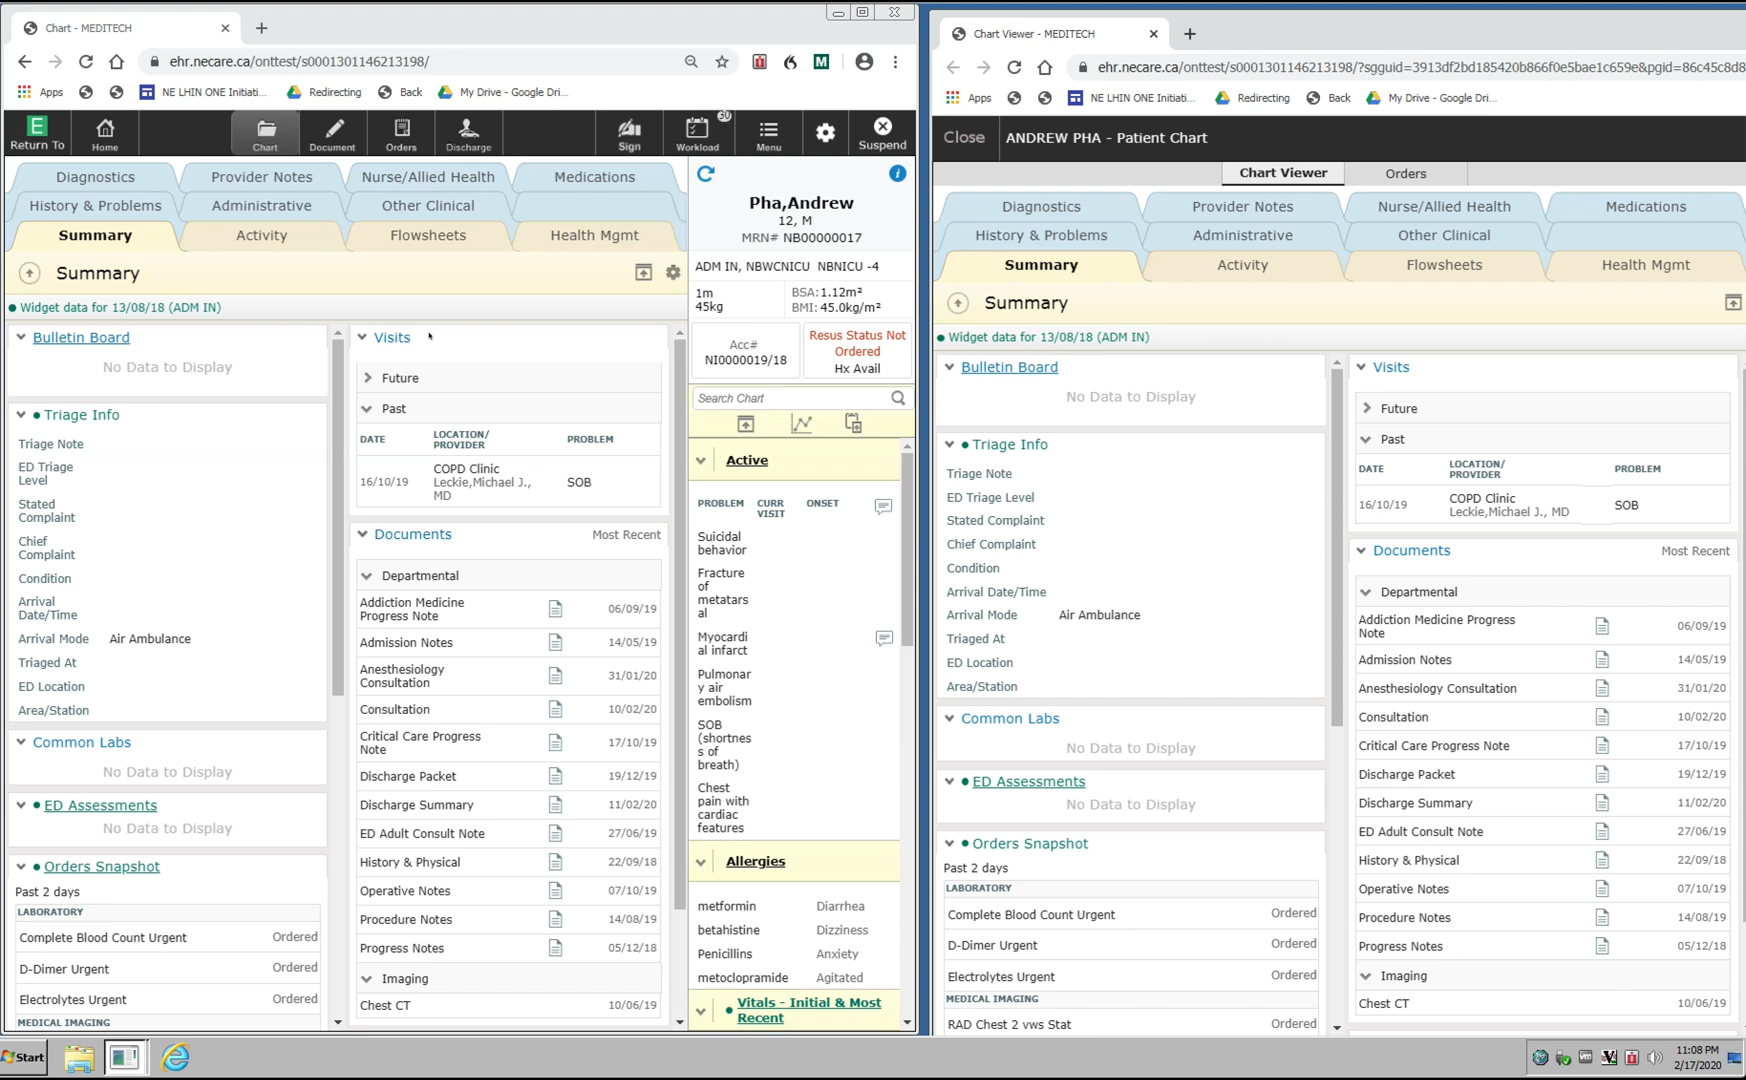 Chart - MEDITECH
ehr.necare.ca/onttest/s0001301146213198/
Apps
NE LHIN ONE Initiati...
Redirecting
Back
My Drive - Google Dri...
E
Return To
Home
Chart
Document
Orders
Discharge
Sign
30
Workload
Menu
Suspend
Diagnostics
Provider Notes
Nurse/Allied Health
Medications
History & Problems
Administrative
Other Clinical
Summary
Activity
Flowsheets
Health Mgmt
Summary
Widget data for 13/08/18 (ADM IN)
Bulletin Board
No Data to Display
Triage Info
Triage Note
ED Triage
Level
Stated
Complaint
Chief
Complaint
Condition
Arrival
Date/Time
Arrival Mode Air Ambulance
Triaged At
ED Location
Area/Station
Common Labs
No Data to Display
ED Assessments
No Data to Display
Orders Snapshot
Past 2 days
LABORATORY
Complete Blood Count Urgent Ordered
D-Dimer Urgent Ordered
Electrolytes Urgent Ordered
MEDICAL IMAGING
Visits
Future
Past
DATE LOCATION/ PROBLEM
PROVIDER
16/10/19 COPD Clinic SOB
Leckie,Michael J.,
MD
Documents Most Recent
Departmental
Addiction Medicine
Progress Note 06/09/19
Admission Notes 14/05/19
Anesthesiology
Consultation 31/01/20
Consultation 10/02/20
Critical Care Progress
Note 17/10/19
Discharge Packet 19/12/19
Discharge Summary 11/02/20
ED Adult Consult Note 27/06/19
History & Physical 22/09/18
Operative Notes 07/10/19
Procedure Notes 14/08/19
Progress Notes 05/12/18
Imaging
Chest CT 10/06/19
Pha,Andrew
12, M
MRN# NB00000017
ADM IN, NBWCNICU NBNICU -4
1m
45kg
BSA: 1.12m²
BMI: 45.0kg/m²
Acc#
NI0000019/18
Resus Status Not
Ordered
Hx Avail
Search Chart
Active
PROBLEM CURR ONSET
VISIT
Suicidal
behavior
Fracture
of
metatars
al
Myocardi
al infarct
Pulmonar
y air
embolism
SOB
(shortnes
s of
breath)
Chest
pain with
cardiac
features
Allergies
metformin Diarrhea
betahistine Dizziness
Penicillins Anxiety
metoclopramide Agitated
Vitals - Initial & Most
Recent
Chart Viewer - MEDITECH
ehr.necare.ca/onttest/s0001301146213198/?sgguid=3913df2bd185420b866f0e5bae1c659e&pgid=86c45c8d8
Apps
NE LHIN ONE Initiati...
Redirecting
Back
My Drive - Google Dri...
Close
ANDREW PHA - Patient Chart
Chart Viewer
Orders
Diagnostics
Provider Notes
Nurse/Allied Health
Medications
History & Problems
Administrative
Other Clinical
Summary
Activity
Flowsheets
Health Mgmt
Summary
Widget data for 13/08/18 (ADM IN)
Bulletin Board
No Data to Display
Triage Info
Triage Note
ED Triage Level
Stated Complaint
Chief Complaint
Condition
Arrival Date/Time
Arrival Mode Air Ambulance
Triaged At
ED Location
Area/Station
Common Labs
No Data to Display
ED Assessments
No Data to Display
Orders Snapshot
Past 2 days
LABORATORY
Complete Blood Count Urgent Ordered
D-Dimer Urgent Ordered
Electrolytes Urgent Ordered
MEDICAL IMAGING
RAD Chest 2 vws Stat Ordered
Visits
Future
Past
DATE LOCATION/ PROBLEM
PROVIDER
16/10/19 COPD Clinic SOB
Leckie,Michael J., MD
Documents Most Recent
Departmental
Addiction Medicine Progress
Note 06/09/19
Admission Notes 14/05/19
Anesthesiology Consultation 31/01/20
Consultation 10/02/20
Critical Care Progress Note 17/10/19
Discharge Packet 19/12/19
Discharge Summary 11/02/20
ED Adult Consult Note 27/06/19
History & Physical 22/09/18
Operative Notes 07/10/19
Procedure Notes 14/08/19
Progress Notes 05/12/18
Imaging
Chest CT 10/06/19
Start
11:08 PM
2/17/2020